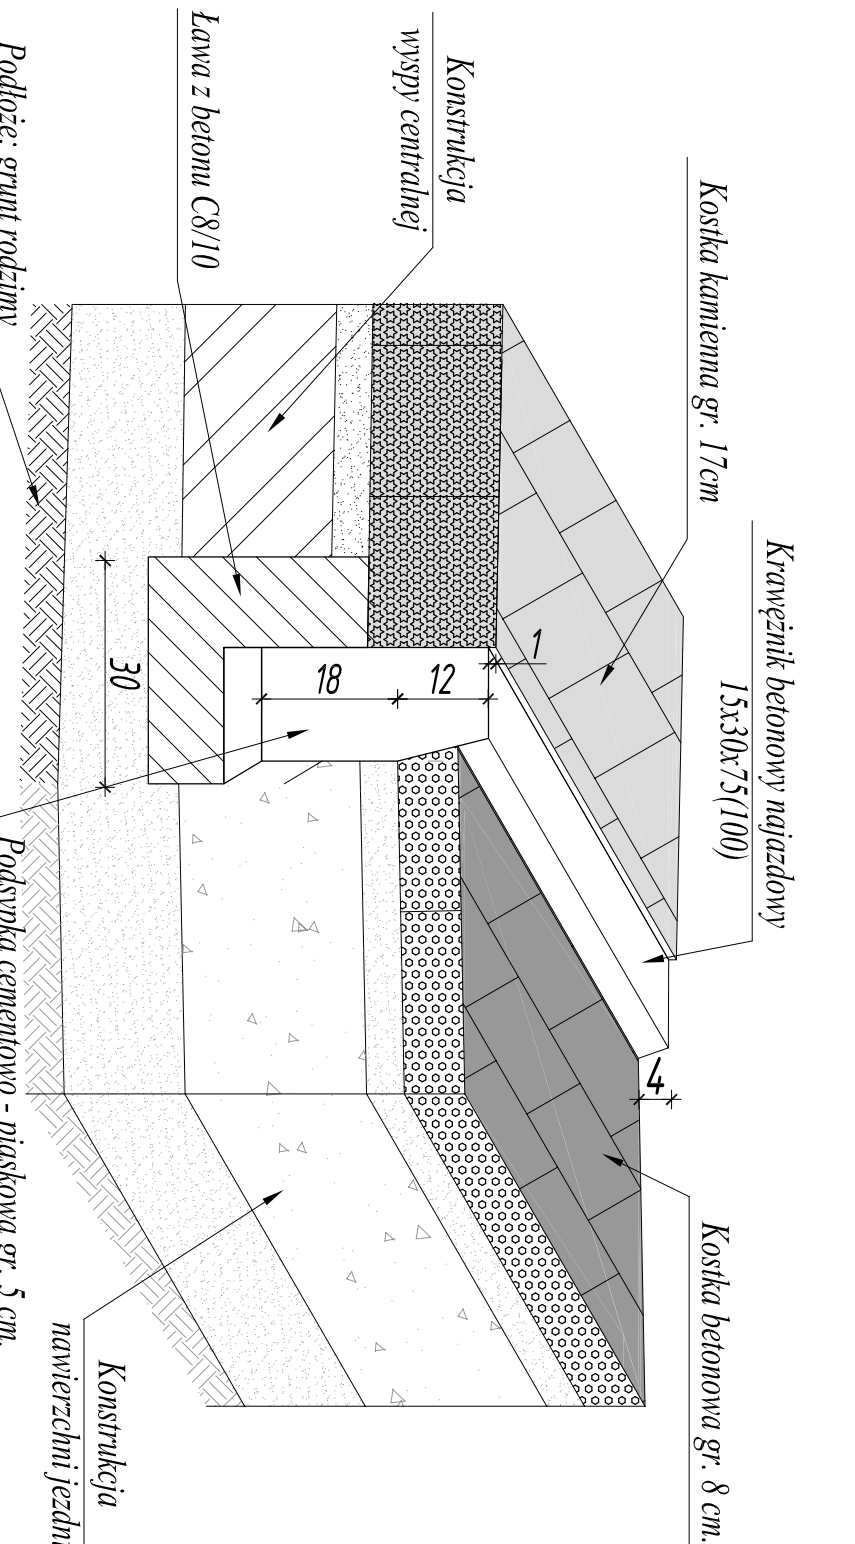 Krawężnik betonowy najazdowy
15x30x75(100)
Kostka kamienna gr. 17cm
Kostka betonowa gr. 8 cm.
Konstrukcja
wyspy centralnej
Ława z betonu C8/10
1
4
12
18
30
Konstrukcja
nawierzchni jezdni
Podłoże: grunt rodzimy
Podsypka cementowo - piaskowa gr. 5 cm.